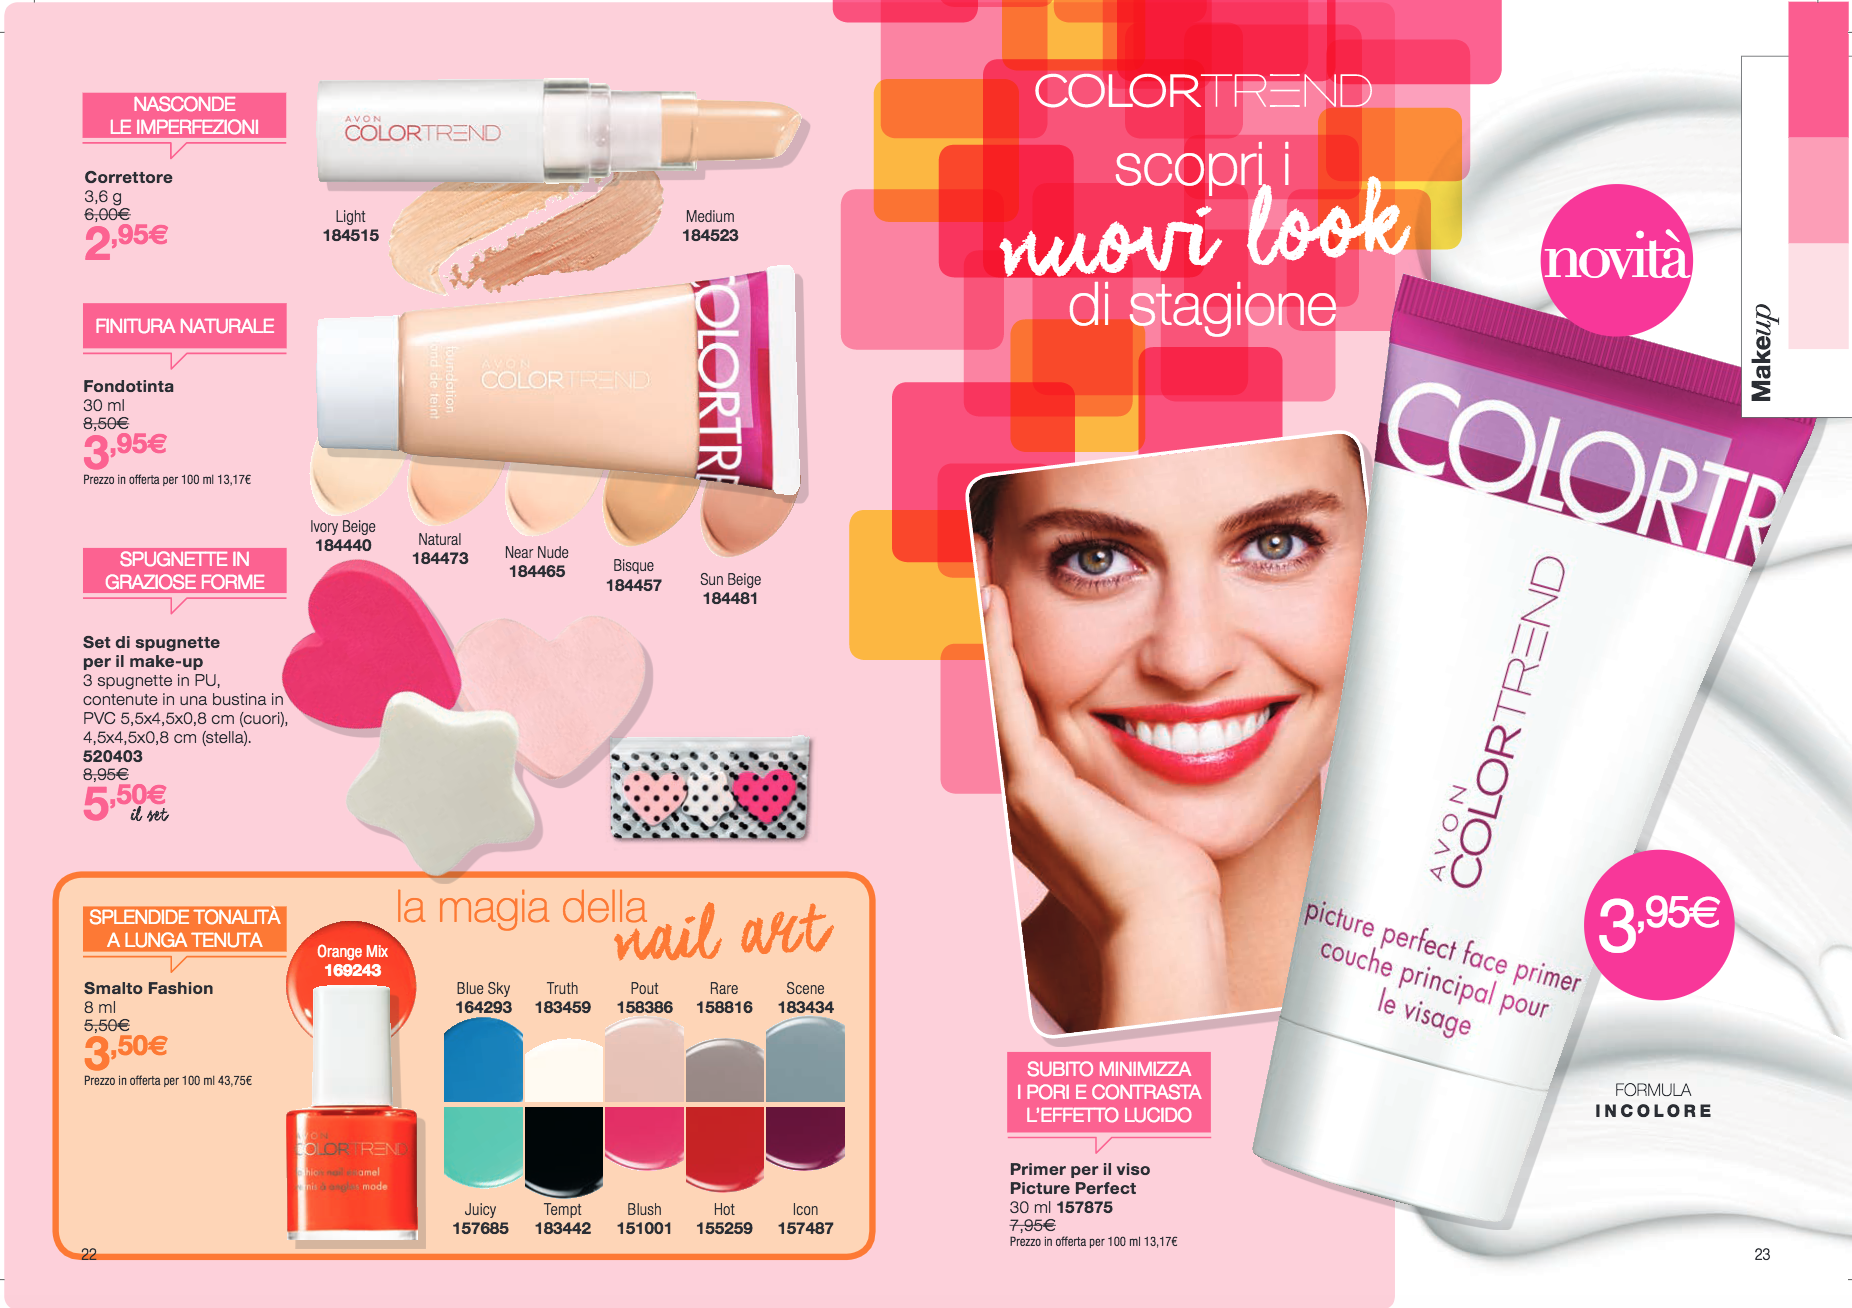 NASCONDE
LE IMPERFEZIONI
Correttore
3,6 g
6,00€
2,95€
AVON
COLORTREND
Light
184515
Medium
184523
FINITURA NATURALE
Fondotinta
30 ml
8,50€
3,95€
Prezzo in offerta per 100 ml 13,17€
foundation
fond de teint
AVON
COLORTREND
COLORTRE
Ivory Beige
184440
Natural
184473
Near Nude
184465
Bisque
184457
Sun Beige
184481
SPUGNETTE IN
GRAZIOSE FORME
Set di spugnette
per il make-up
3 spugnette in PU,
contenute in una bustina in
PVC 5,5x4,5x0,8 cm (cuori),
4,5x4,5x0,8 cm (stella).
520403
8,95€
5,50€
il set
la magia della
nail art
SPLENDIDE TONALITÀ
A LUNGA TENUTA
Smalto Fashion
8 ml
5,50€
3,50€
Prezzo in offerta per 100 ml 43,75€
Orange Mix
169243
AVON
COLORTREND
Blue Sky
164293
Truth
183459
Pout
158386
Rare
158816
Scene
183434
Juicy
157685
Tempt
183442
Blush
151001
Hot
155259
Icon
157487
22
COLORTREND
scopri i
nuovi look
di stagione
novità
Makeup
COLORTR
AVON
COLORTREND
picture perfect face primer
couche principal pour
le visage
3,95€
FORMULA
INCOLORE
SUBITO MINIMIZZA
I PORI E CONTRASTA
L'EFFETTO LUCIDO
Primer per il viso
Picture Perfect
30 ml 157875
7,95€
Prezzo in offerta per 100 ml 13,17€
23